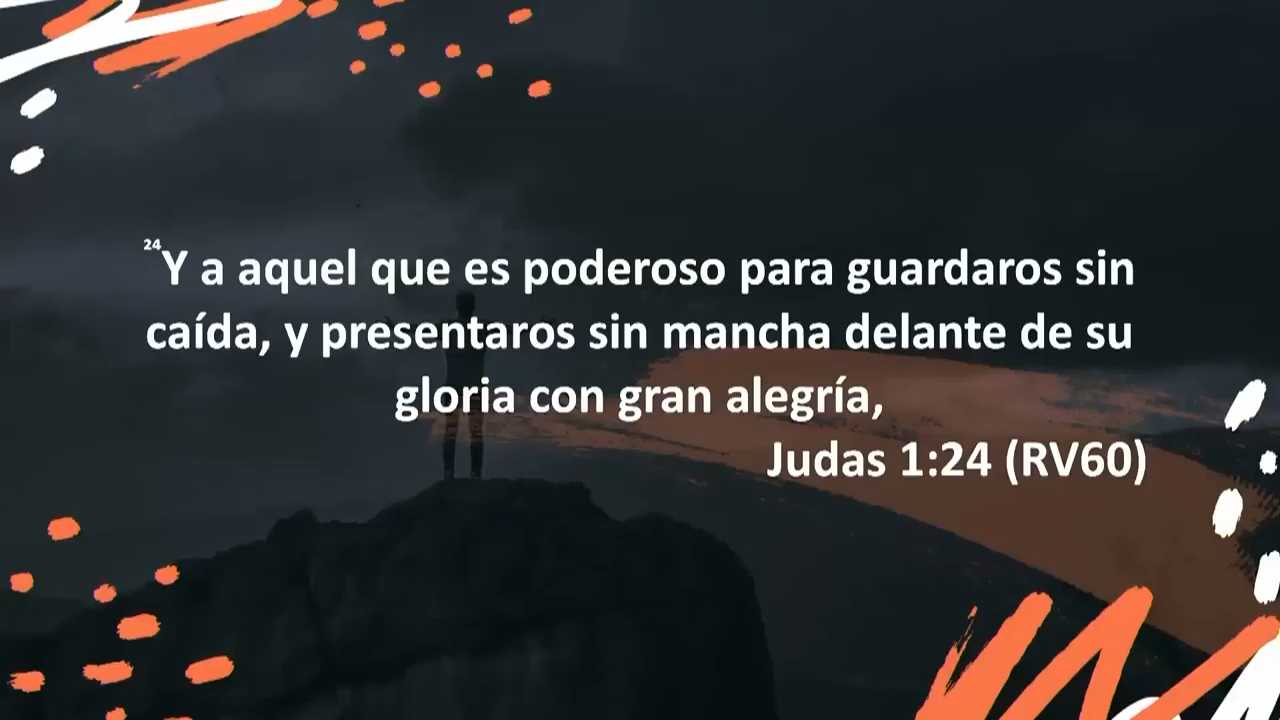 24Y a aquel que es poderoso para guardaros sin
caída, y presentaros sin mancha delante de su
gloria con gran alegría,
Judas 1:24 (RV60)